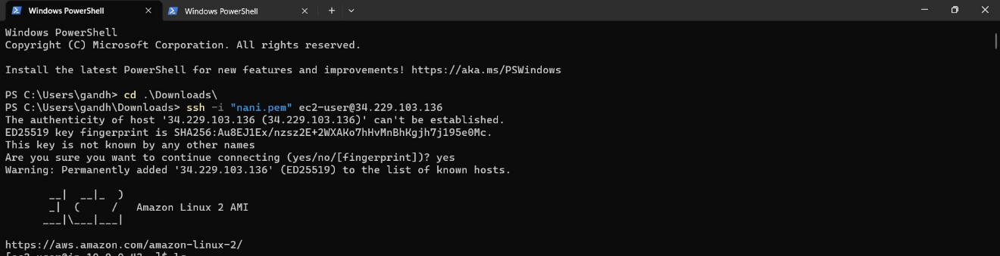 Windows PowerShell
Windows PowerShell
Windows PowerShell
Copyright (C) Microsoft Corporation. All rights reserved.
Install the latest PowerShell for new features and improvements! https://aka.ms/PSWindows
PS C:\Users\gandh> cd .\Downloads\
PS C:\Users\gandh\Downloads> ssh -i "nani.pem" ec2-user@34.229.103.136
The authenticity of host '34.229.103.136 (34.229.103.136)' can't be established.
ED25519 key fingerprint is SHA256:Au8EJ1Ex/nzsz2E+2WXAKo7hHvMnBhKgjh7j195e0Mc.
This key is not known by any other names
Are you sure you want to continue connecting (yes/no/[fingerprint])? yes
Warning: Permanently added '34.229.103.136' (ED25519) to the list of known hosts.
__|  __|_  )
_|  (     /   Amazon Linux 2 AMI
___|\___|___|
https://aws.amazon.com/amazon-linux-2/